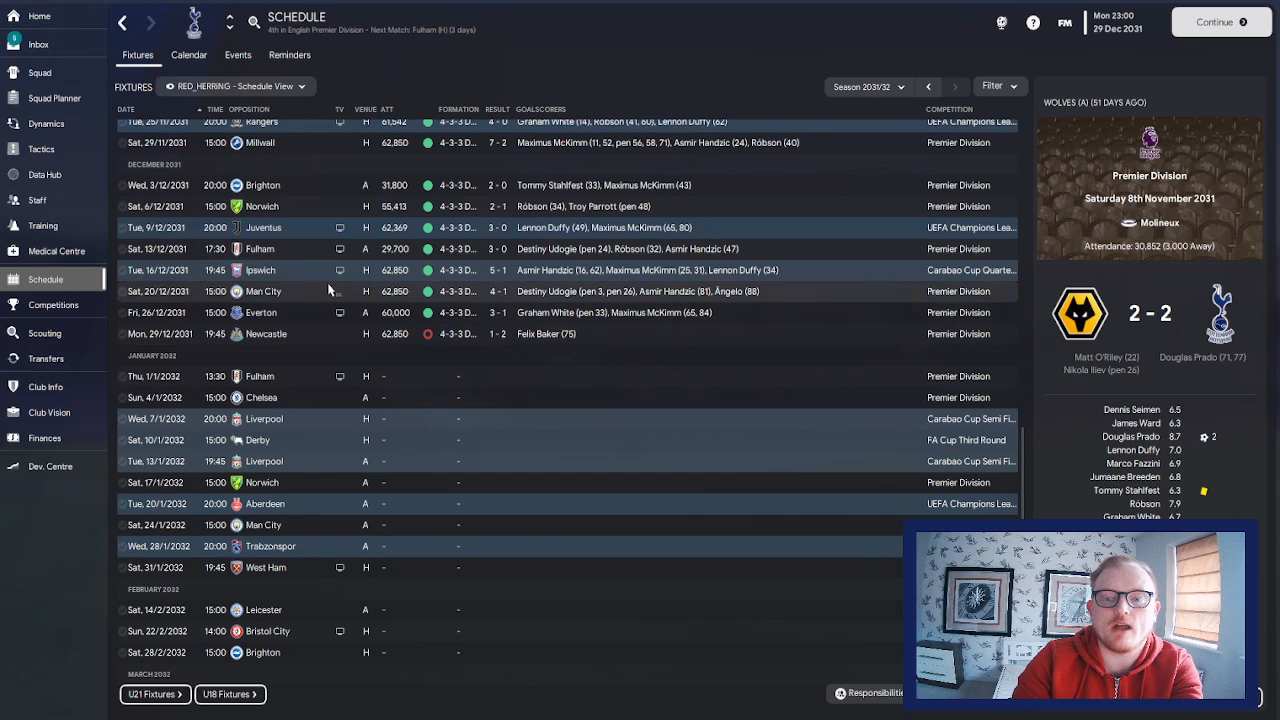 Home
5
Inbox
Squad
Squad Planner
Dynamics
Tactics
Data Hub
Staff
Training
Medical Centre
Schedule
Competitions
Scouting
Transfers
Club Info
Club Vision
Finances
Dev. Centre
SCHEDULE
4th in English Premier Division - Next Match: Fulham (H) (3 days)
FM
Mon 23:00
29 Dec 2031
Continue
Fixtures Calendar Events Reminders
FIXTURES RED_HERRING - Schedule View Season 2031/32 Filter
DATE TIME OPPOSITION TV VENUE ATT FORMATION RESULT GOALSCORERS COMPETITION
Tue, 25/11/2031 20:00 Rangers H 61,542 4-3-3 D... 4 - 0 Graham White (14), Róbson (41, 60), Lennon Duffy (62) UEFA Champions Lea...
Sat, 29/11/2031 15:00 Millwall H 62,850 4-3-3 D... 7 - 2 Maximus McKimm (11, 52, pen 56, 58, 71), Asmir Handzic (24), Róbson (40) Premier Division
DECEMBER 2031
Wed, 3/12/2031 20:00 Brighton A 31,800 4-3-3 D... 2 - 0 Tommy Stahlfest (33), Maximus McKimm (43) Premier Division
Sat, 6/12/2031 15:00 Norwich H 55,413 4-3-3 D... 2 - 1 Róbson (34), Troy Parrott (pen 48) Premier Division
Tue, 9/12/2031 20:00 Juventus H 62,369 4-3-3 D... 3 - 0 Lennon Duffy (49), Maximus McKimm (65, 80) UEFA Champions Lea...
Sat, 13/12/2031 17:30 Fulham A 29,700 4-3-3 D... 3 - 0 Destiny Udogie (pen 24), Róbson (32), Asmir Handzic (47) Premier Division
Tue, 16/12/2031 19:45 Ipswich H 62,850 4-3-3 D... 5 - 1 Asmir Handzic (16, 62), Maximus McKimm (25, 31), Lennon Duffy (34) Carabao Cup Quarte...
Sat, 20/12/2031 15:00 Man City H 62,850 4-3-3 D... 4 - 1 Destiny Udogie (pen 3, pen 26), Asmir Handzic (81), Ângelo (88) Premier Division
Fri, 26/12/2031 15:00 Everton A 60,000 4-3-3 D... 3 - 1 Graham White (pen 33), Maximus McKimm (65, 84) Premier Division
Mon, 29/12/2031 19:45 Newcastle H 62,850 4-3-3 D... 1 - 2 Felix Baker (75) Premier Division
JANUARY 2032
Thu, 1/1/2032 13:30 Fulham H - - Premier Division
Sun, 4/1/2032 15:00 Chelsea A - - Premier Division
Wed, 7/1/2032 20:00 Liverpool H - - Carabao Cup Semi Fi...
Sat, 10/1/2032 15:00 Derby A - - FA Cup Third Round
Tue, 13/1/2032 19:45 Liverpool A - - Carabao Cup Semi Fi...
Sat, 17/1/2032 15:00 Norwich A - - Premier Division
Tue, 20/1/2032 20:00 Aberdeen A - - UEFA Champions Lea...
Sat, 24/1/2032 15:00 Man City A - -
Wed, 28/1/2032 20:00 Trabzonspor H - -
Sat, 31/1/2032 19:45 West Ham H - -
FEBRUARY 2032
Sat, 14/2/2032 15:00 Leicester A - -
Sun, 22/2/2032 14:00 Bristol City H - -
Sat, 28/2/2032 15:00 Brighton H - -
MARCH 2032
U21 Fixtures U18 Fixtures Responsibilitie
WOLVES (A) (51 DAYS AGO)
Premier Division
Saturday 8th November 2031
Molineux
Attendance: 30,852 (3,000 Away)
2 - 2
Matt O'Riley (22) Douglas Prado (71, 77)
Nikola Iliev (pen 26)
Dennis Seimen 6.5
James Ward 6.3
Douglas Prado 8.7 2
Lennon Duffy 7.0
Marco Fazzini 6.9
Jumaane Breeden 6.8
Tommy Stahlfest 6.3
Róbson 7.9
Graham White 6.7